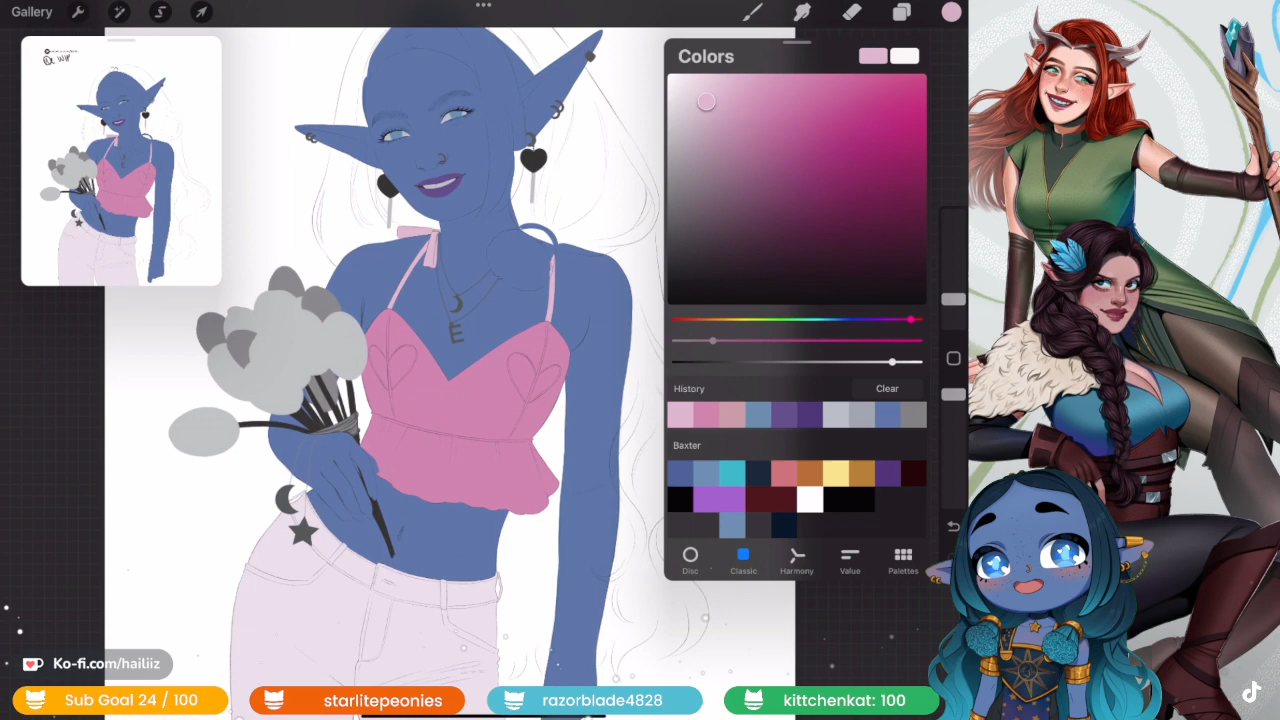 Gallery
Colors
WIP
E
History
Clear
Baxter
Disc
Classic
Harmony
Value
Palettes
Ko-fi.com/hailiiz
Sub Goal 24 / 100
starlitepeonies
razorblade4828
kittchenkat: 100